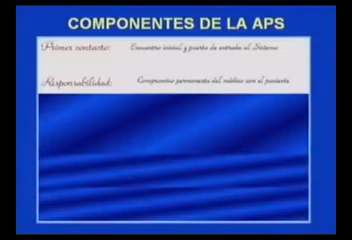 COMPONENTES DE LA APS
Primer contacto: Encuentro inicial y puerta de entrada al Sistema
Responsabilidad: Compromiso permanente del médico con el paciente